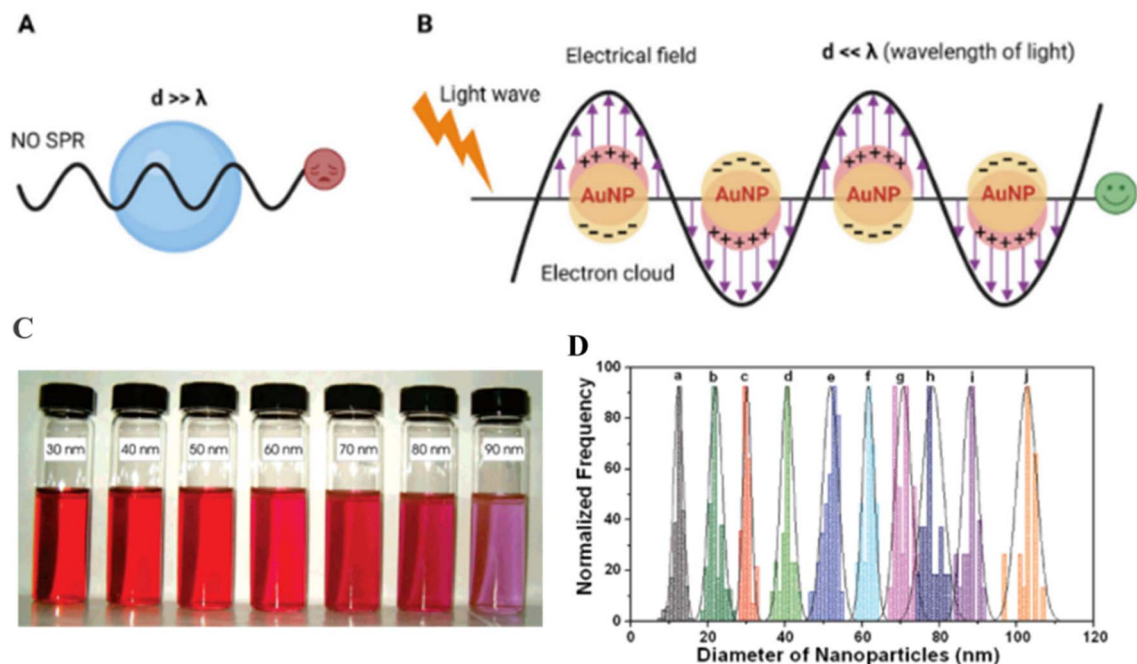 A
d >> λ
NO SPR
B
Electrical field
d << λ (wavelength of light)
Light wave
+++++
AuNP
-----
-----
AuNP
+++++
+++++
AuNP
-----
-----
AuNP
+++++
Electron cloud
C
30 nm
40 nm
50 nm
60 nm
70 nm
80 nm
90 nm
D
Normalized Frequency
100
80
60
40
20
0
a
b
c
d
e
f
g
h
i
j
0
20
40
60
80
100
120
Diameter of Nanoparticles (nm)